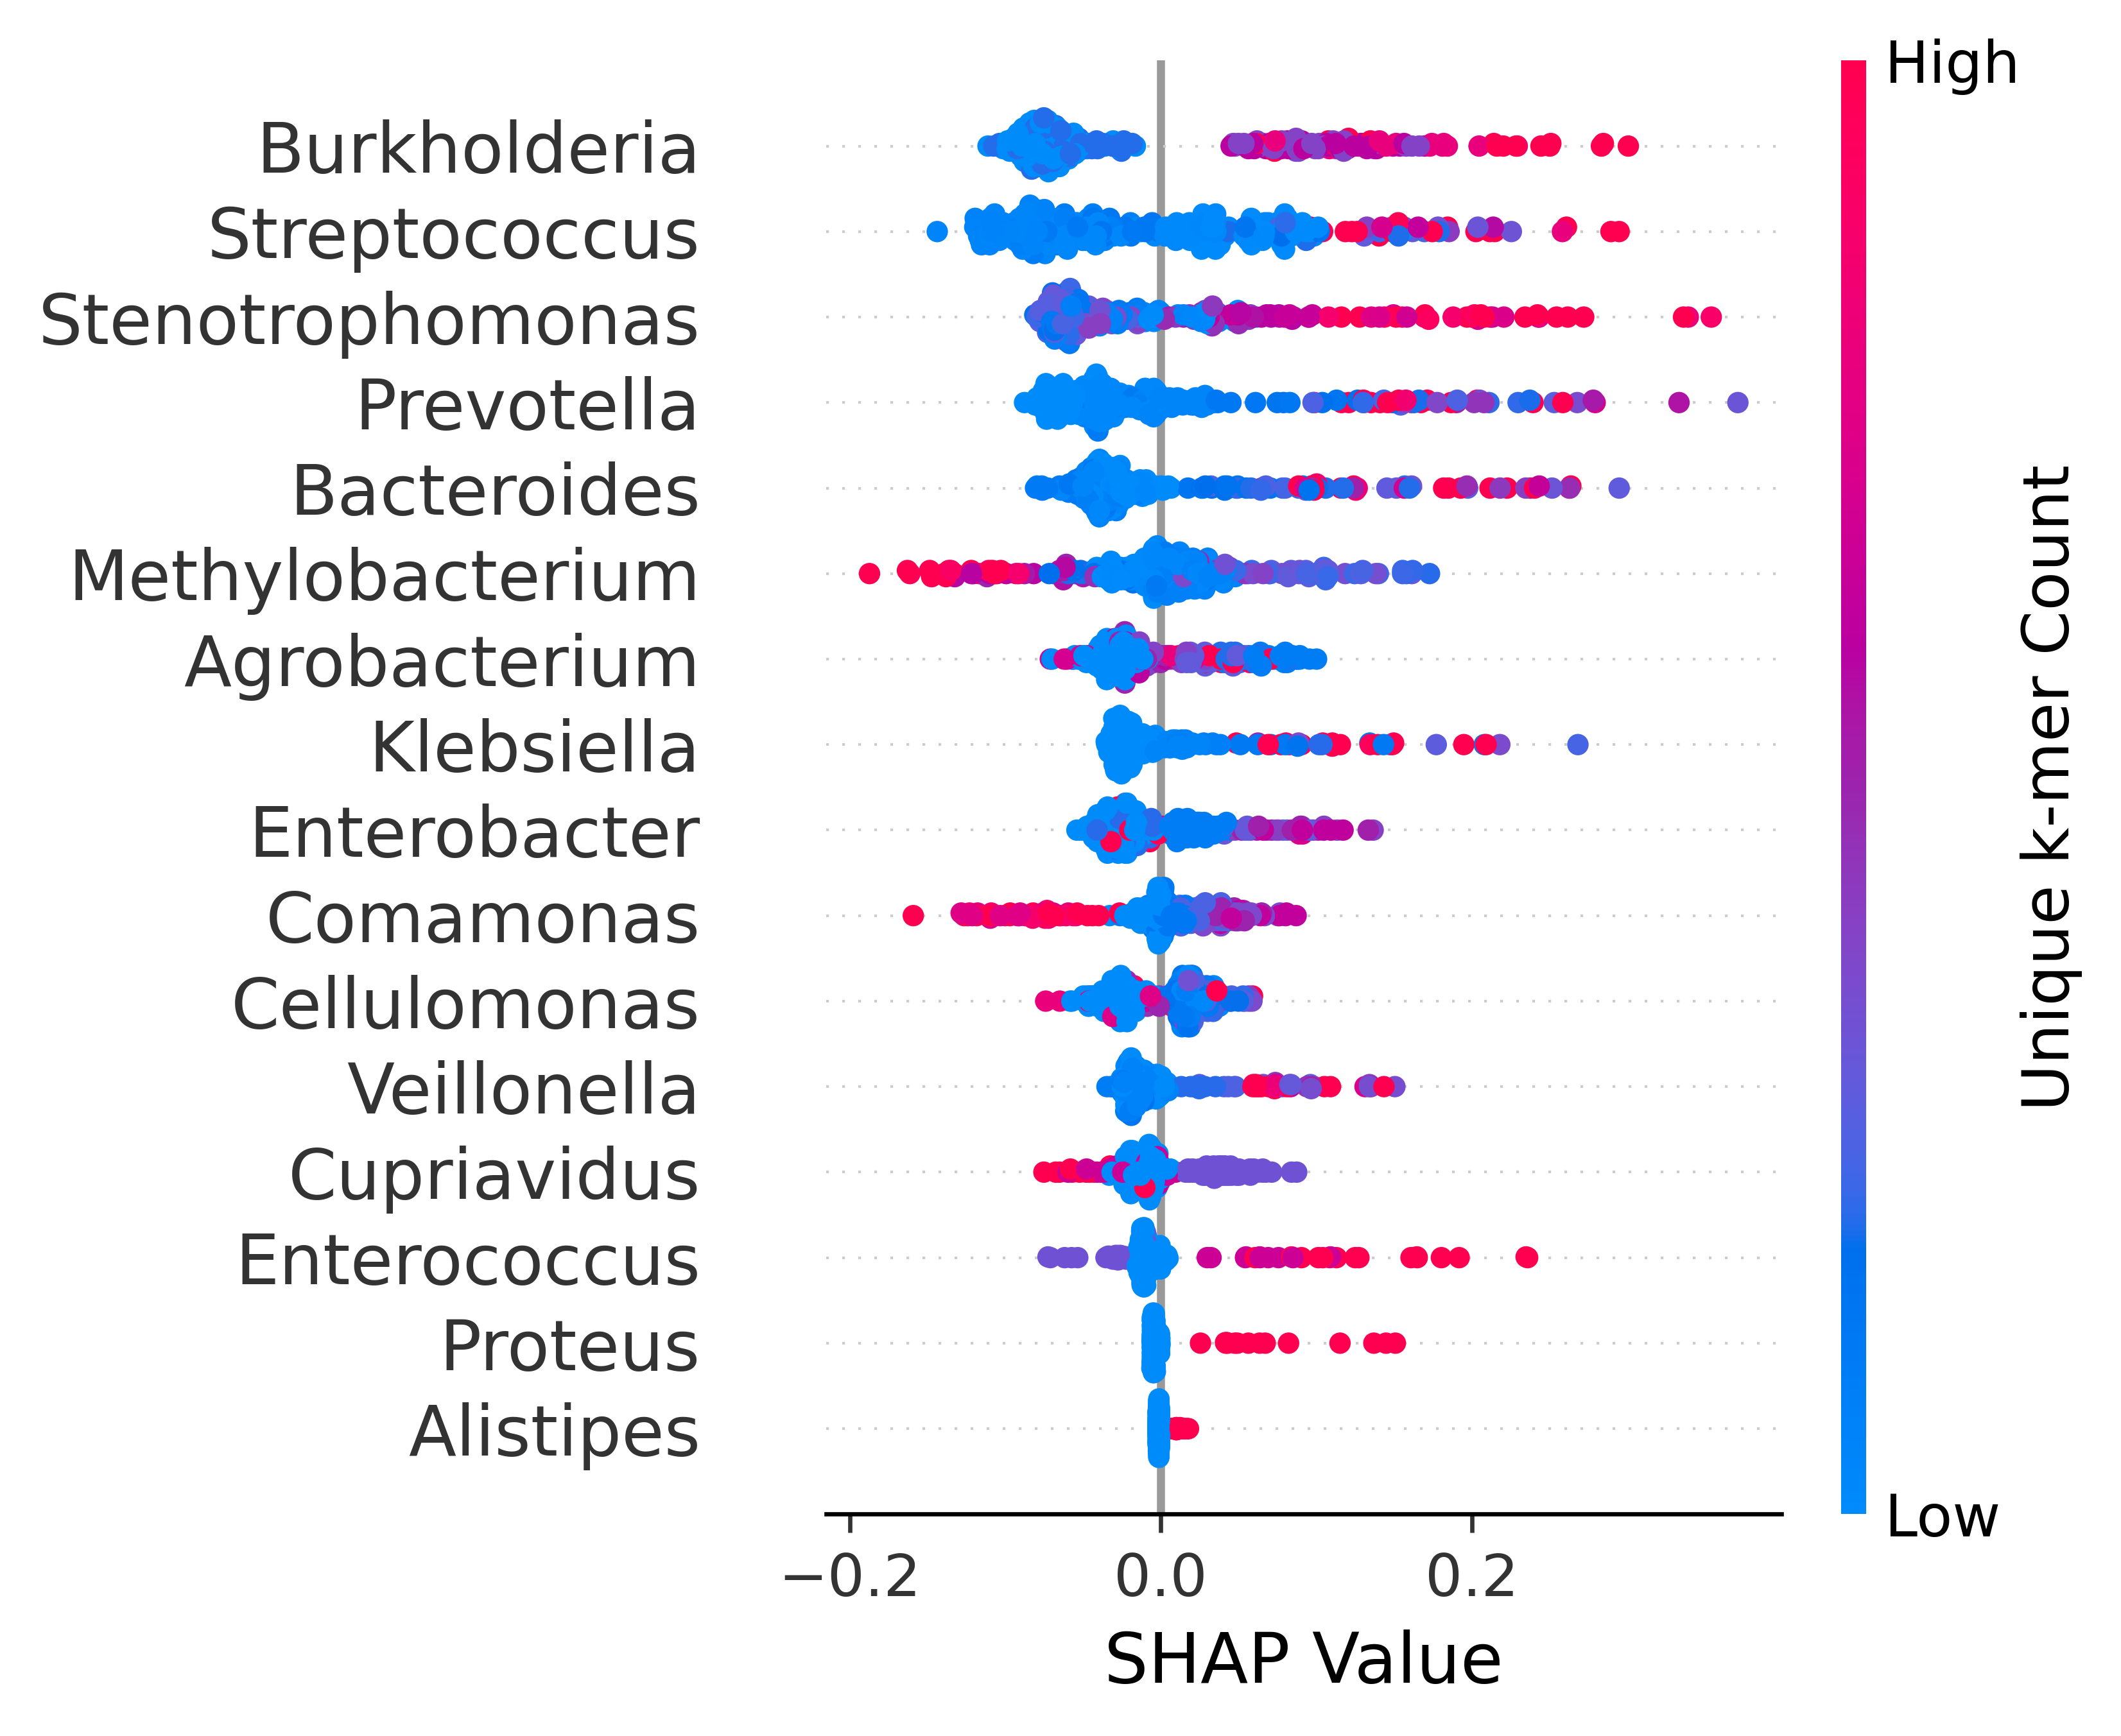 High
Burkholderia
Streptococcus
Stenotrophomonas
Prevotella
Bacteroides
Methylobacterium
Agrobacterium
Klebsiella
Enterobacter
Comamonas
Cellulomonas
Veillonella
Cupriavidus
Enterococcus
Proteus
Alistipes
Unique k-mer Count
Low
−0.2 0.0 0.2
SHAP Value